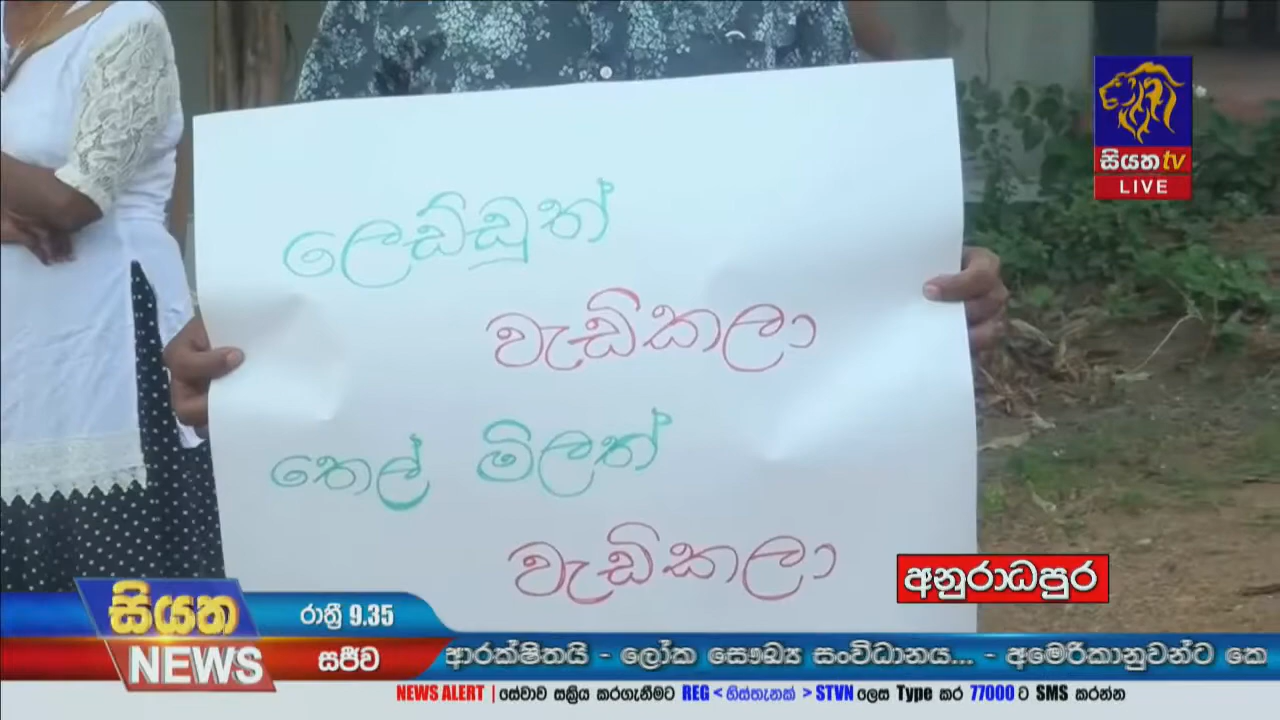 සියත tv
LIVE
ලෙඩ්ඩුත්
වැඩිකලා
තෙල් මිලත්
වැඩිකලා
අනුරාධපුර
සියත
NEWS
රාත්‍රී 9.35
සජීව
ආරක්ෂිතයි - ලෝක සෞඛ්‍ය සංවිධානය... - අමෙරිකානුවන්ට කෙ
NEWS ALERT | සේවාව සක්‍රිය කරගැනීමට REG < හිස්තැනක් > STVN ලෙස Type කර 77000 ට SMS කරන්න